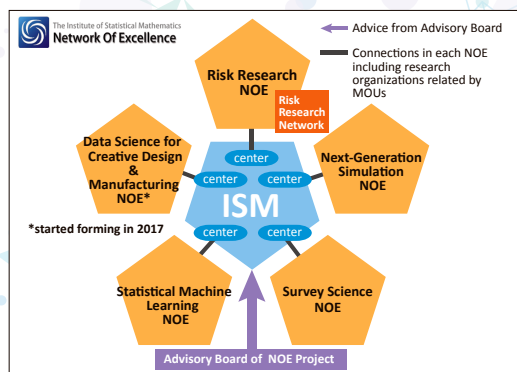 The Institute of Statistical Mathematics
Network Of Excellence
Advice from Advisory Board
Connections in each NOE
including research
organizations related by
MOUs
Risk Research
NOE
Risk
Research
Network
Data Science for
Creative Design
&
Manufacturing
NOE*
Next-Generation
Simulation
NOE
center
center
center
ISM
center
center
*started forming in 2017
Statistical Machine
Learning
NOE
Survey Science
NOE
Advisory Board of NOE Project